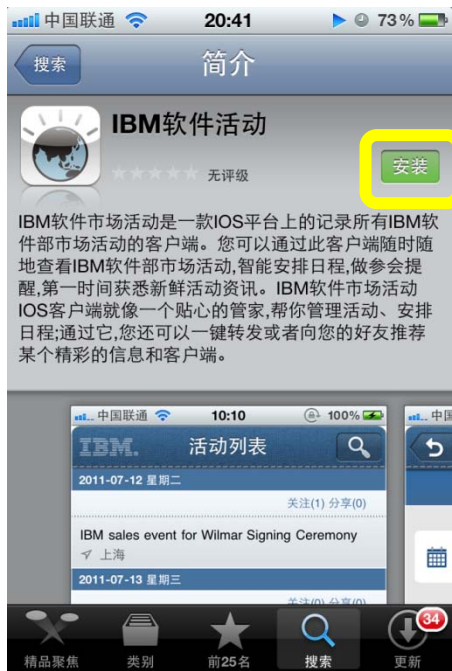 中国联通 20:41 73%
搜索 简介
IBM软件活动
无评级
安装
IBM软件市场活动是一款IOS平台上的记录所有IBM软
件部市场活动的客户端。您可以通过此客户端随时随
地查看IBM软件部市场活动,智能安排日程,做参会提
醒,第一时间获悉新鲜活动资讯。IBM软件市场活动
IOS客户端就像一个贴心的管家,帮你管理活动、安排
日程;通过它,您还可以一键转发或者向您的好友推荐
某个精彩的信息和客户端。
中国联通 10:10 100%
IBM. 活动列表
2011-07-12 星期二
关注(1) 分享(0)
IBM sales event for Wilmar Signing Ceremony
上海
2011-07-13 星期三
关注(0) 分享(0)
中国
34
精品聚焦 类别 前25名 搜索 更新